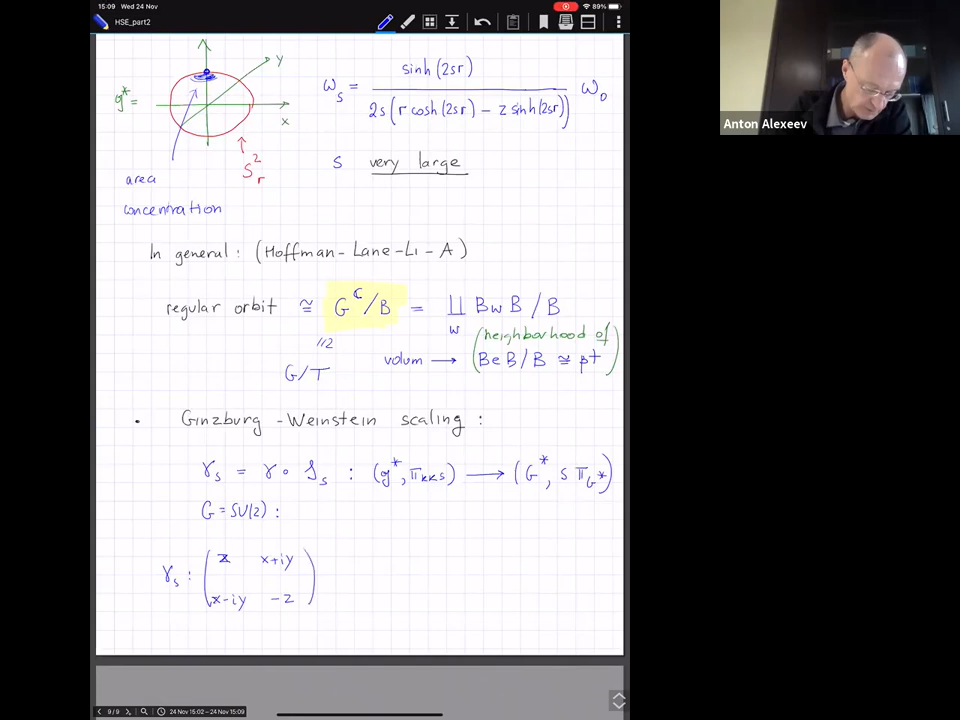 15:09 Wed 24 Nov
89%
HSE_part2
g* =
y
x
S²_r
area
concentration
ω_s = sinh(2sr) / 2s(r cosh(2sr) − z sinh(2sr)) ω_0
s very large
In general: (Hoffman-Lane-Li-A)
regular orbit ≅ G^C/B = ∐_w BwB/B
G/T
volum → (neighborhood of BeB/B ≅ pt)
• Ginzburg-Weinstein scaling:
γ_s = γ∘δ_s : (g*, π_KKS) → (G*, s π_G*)
G = SU(2):
γ_s: ( z x+iy
x-iy -z )
9/9
24 Nov 15:02 – 24 Nov 15:09
Anton Alexeev